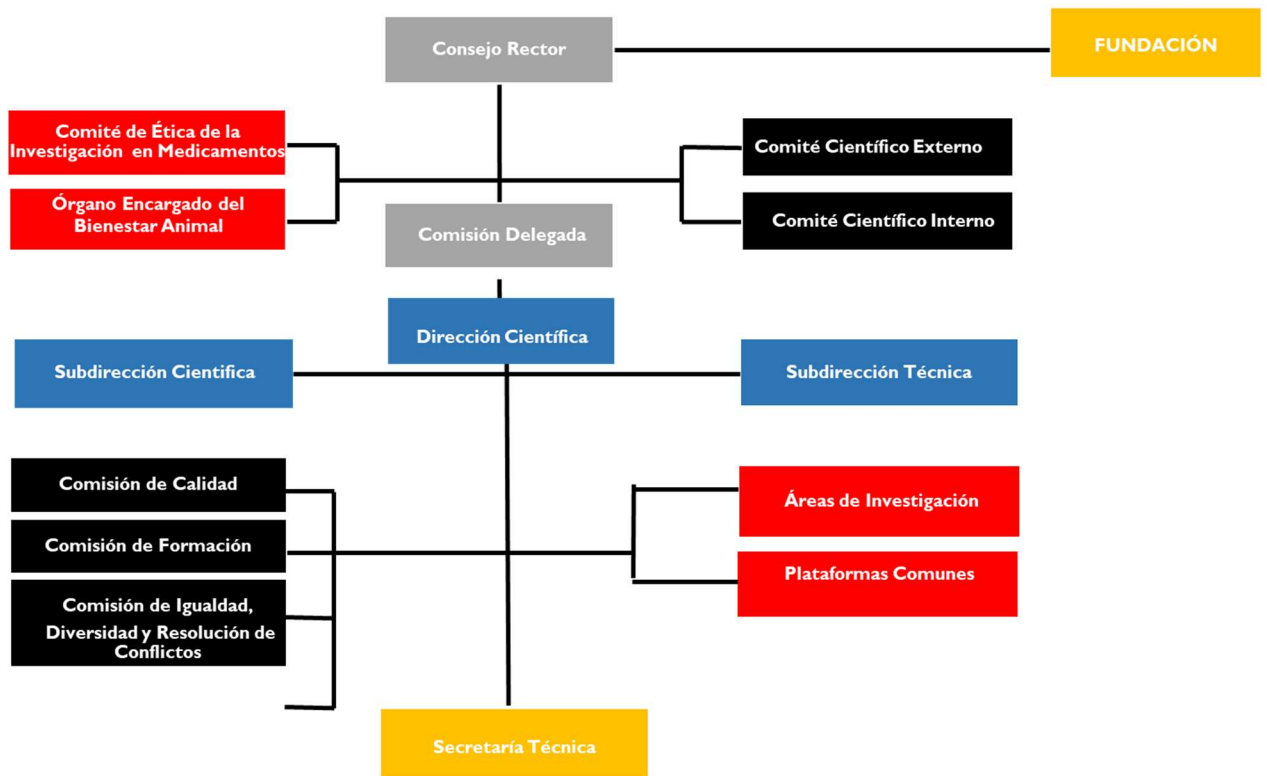 Consejo Rector
FUNDACIÓN
Comité de Ética de la
Investigación en Medicamentos
Órgano Encargado del
Bienestar Animal
Comité Científico Externo
Comité Científico Interno
Comisión Delegada
Dirección Científica
Subdirección Cientifica
Subdirección Técnica
Comisión de Calidad
Comisión de Formación
Comisión de Igualdad,
Diversidad y Resolución de
Conflictos
Áreas de Investigación
Plataformas Comunes
Secretaría Técnica